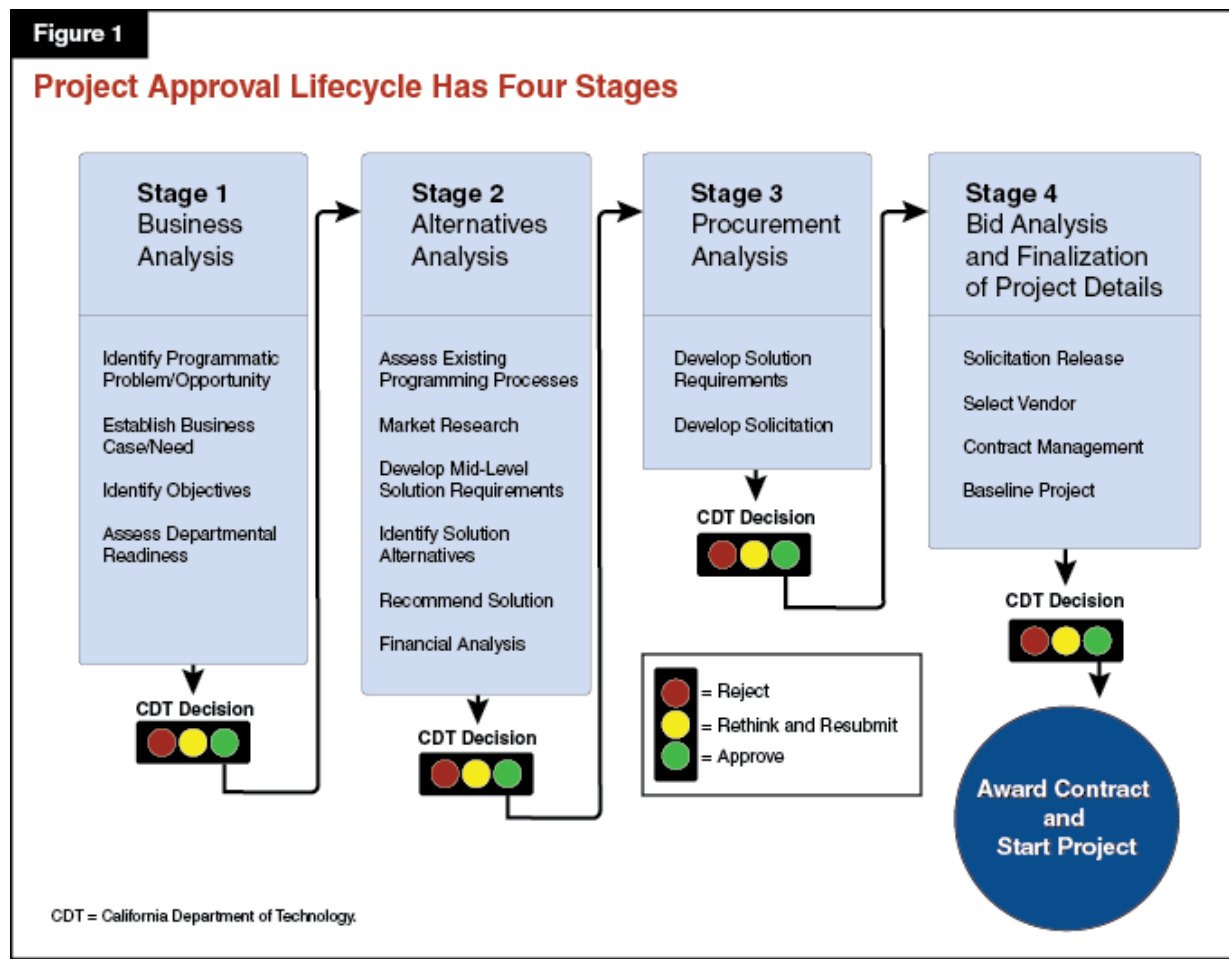 Figure 1
Project Approval Lifecycle Has Four Stages
Stage 1
Business
Analysis
Identify Programmatic
Problem/Opportunity
Establish Business
Case/Need
Identify Objectives
Assess Departmental
Readiness
CDT Decision
Stage 2
Alternatives
Analysis
Assess Existing
Programming Processes
Market Research
Develop Mid-Level
Solution Requirements
Identify Solution
Alternatives
Recommend Solution
Financial Analysis
CDT Decision
Stage 3
Procurement
Analysis
Develop Solution
Requirements
Develop Solicitation
CDT Decision
Stage 4
Bid Analysis
and Finalization
of Project Details
Solicitation Release
Select Vendor
Contract Management
Baseline Project
CDT Decision
= Reject
= Rethink and Resubmit
= Approve
Award Contract
and
Start Project
CDT = California Department of Technology.